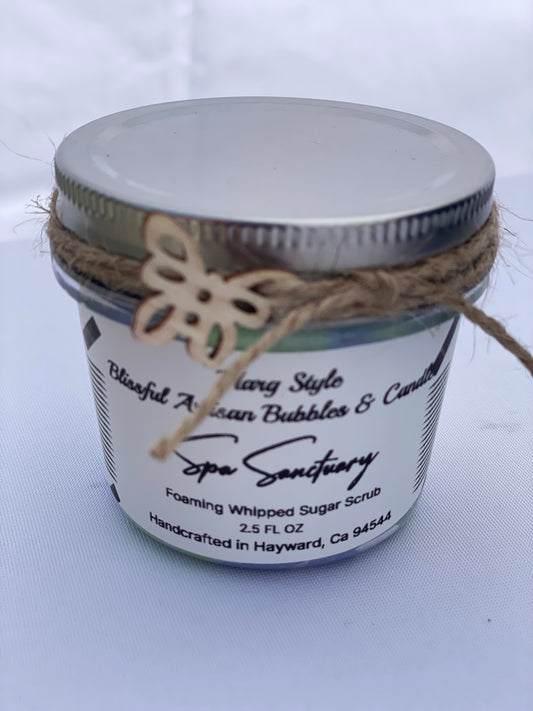 Style
Blissful Artisan Bubbles & Candle
Spa Sanctuary
Foaming Whipped Sugar Scrub
2.5 FL OZ
Handcrafted in Hayward, Ca 94544